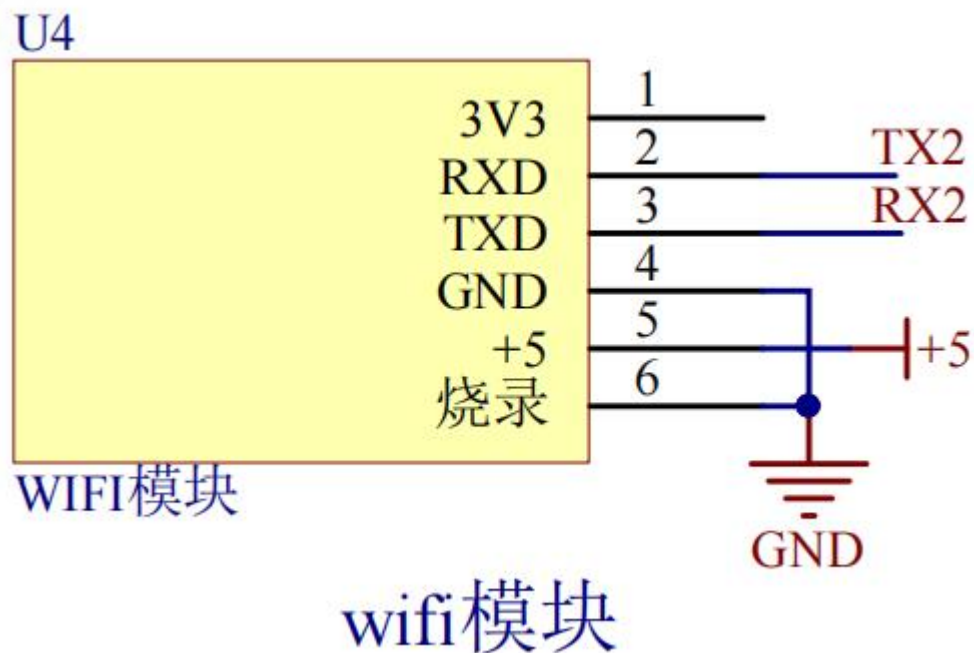 U4
3V3 1
RXD 2 TX2
TXD 3 RX2
GND 4
+5 5 +5
烧录 6
WIFI模块
GND
wifi模块